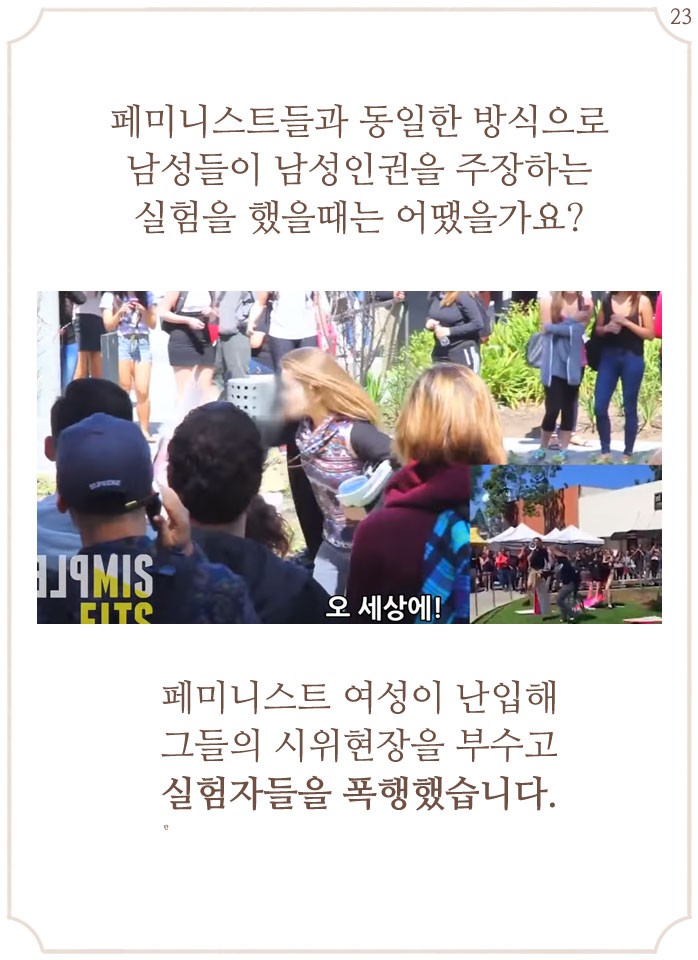 23
페미니스트들과 동일한 방식으로
남성들이 남성인권을 주장하는
실험을 했을때는 어땠을가요?
SUPREME
SIMPLE
FITS
오 세상에!
페미니스트 여성이 난입해
그들의 시위현장을 부수고
실험자들을 폭행했습니다.
e